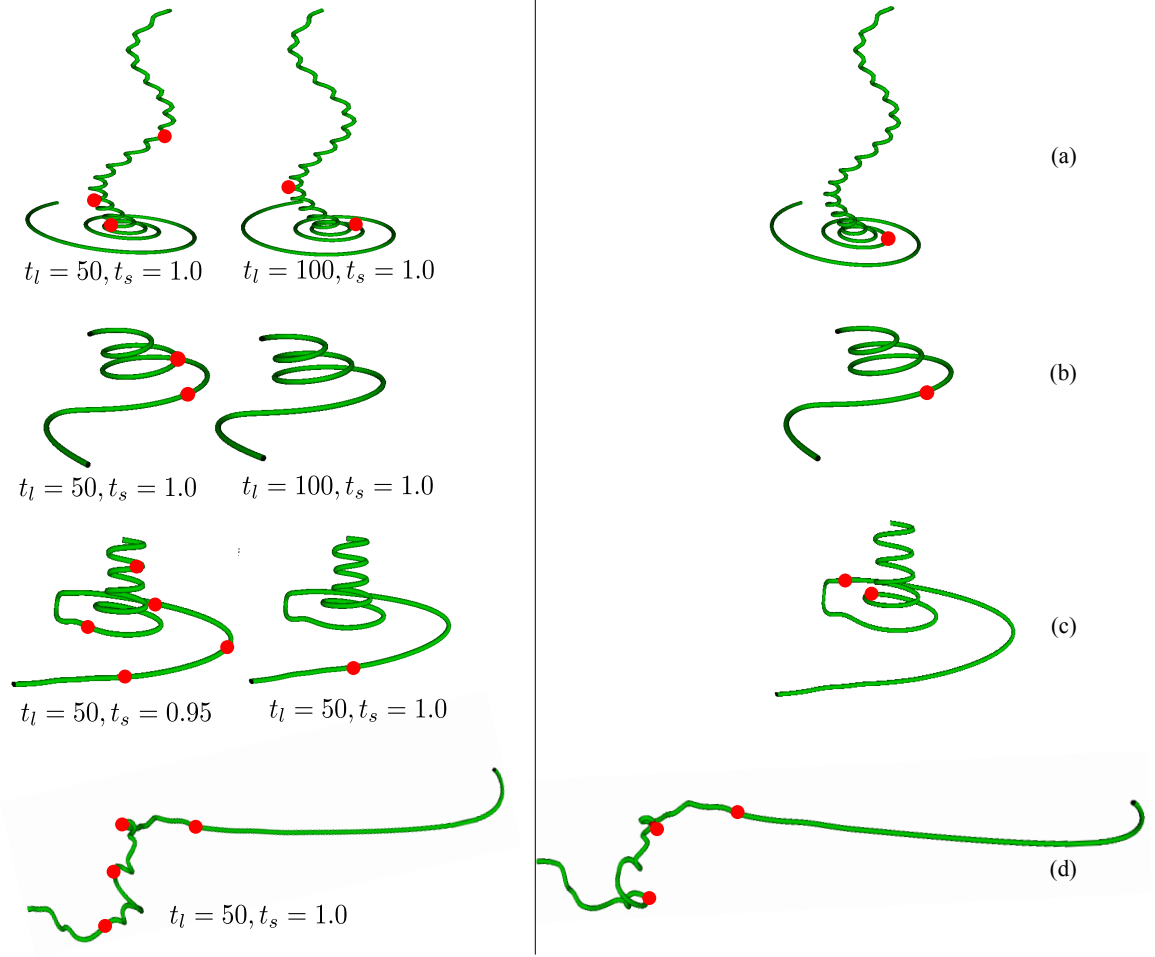 (a)
t_l = 50, t_s = 1.0
t_l = 100, t_s = 1.0
(b)
t_l = 50, t_s = 1.0
t_l = 100, t_s = 1.0
(c)
t_l = 50, t_s = 0.95
t_l = 50, t_s = 1.0
(d)
t_l = 50, t_s = 1.0